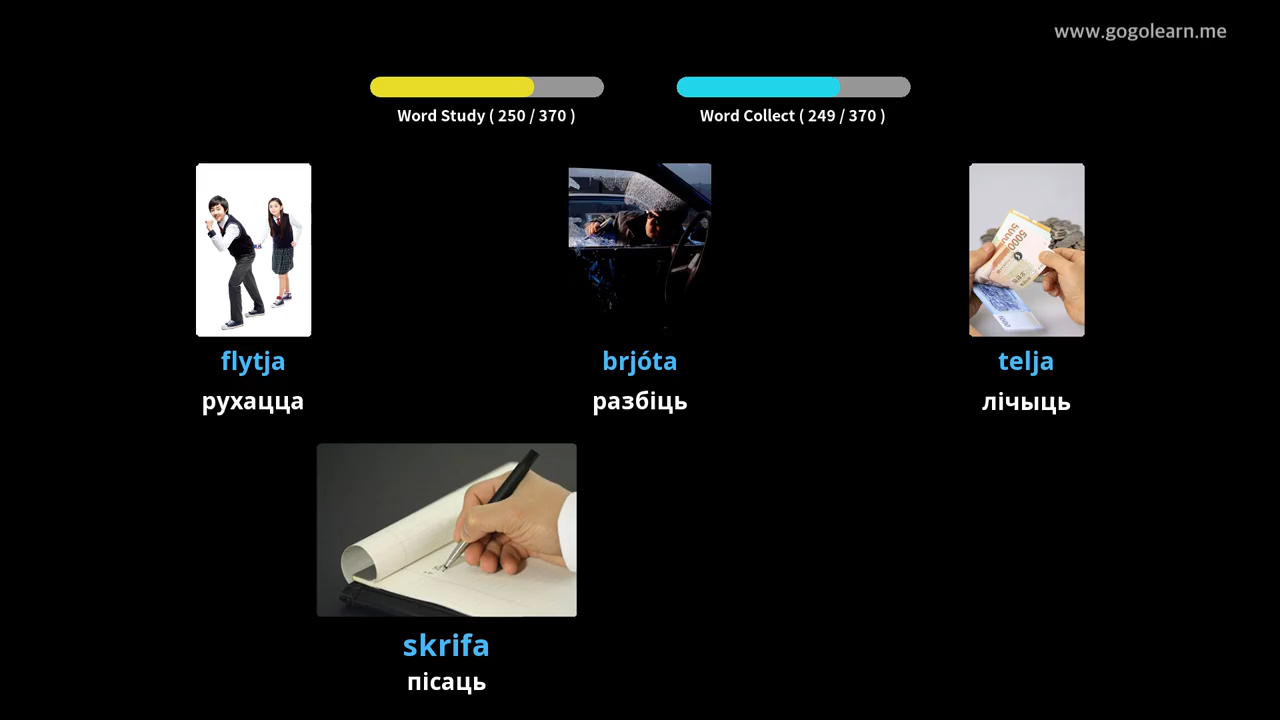 www.gogolearn.me
Word Study ( 250 / 370 )
Word Collect ( 249 / 370 )
flytja
рухацца
brjóta
разбіць
telja
лічыць
skrifa
пісаць